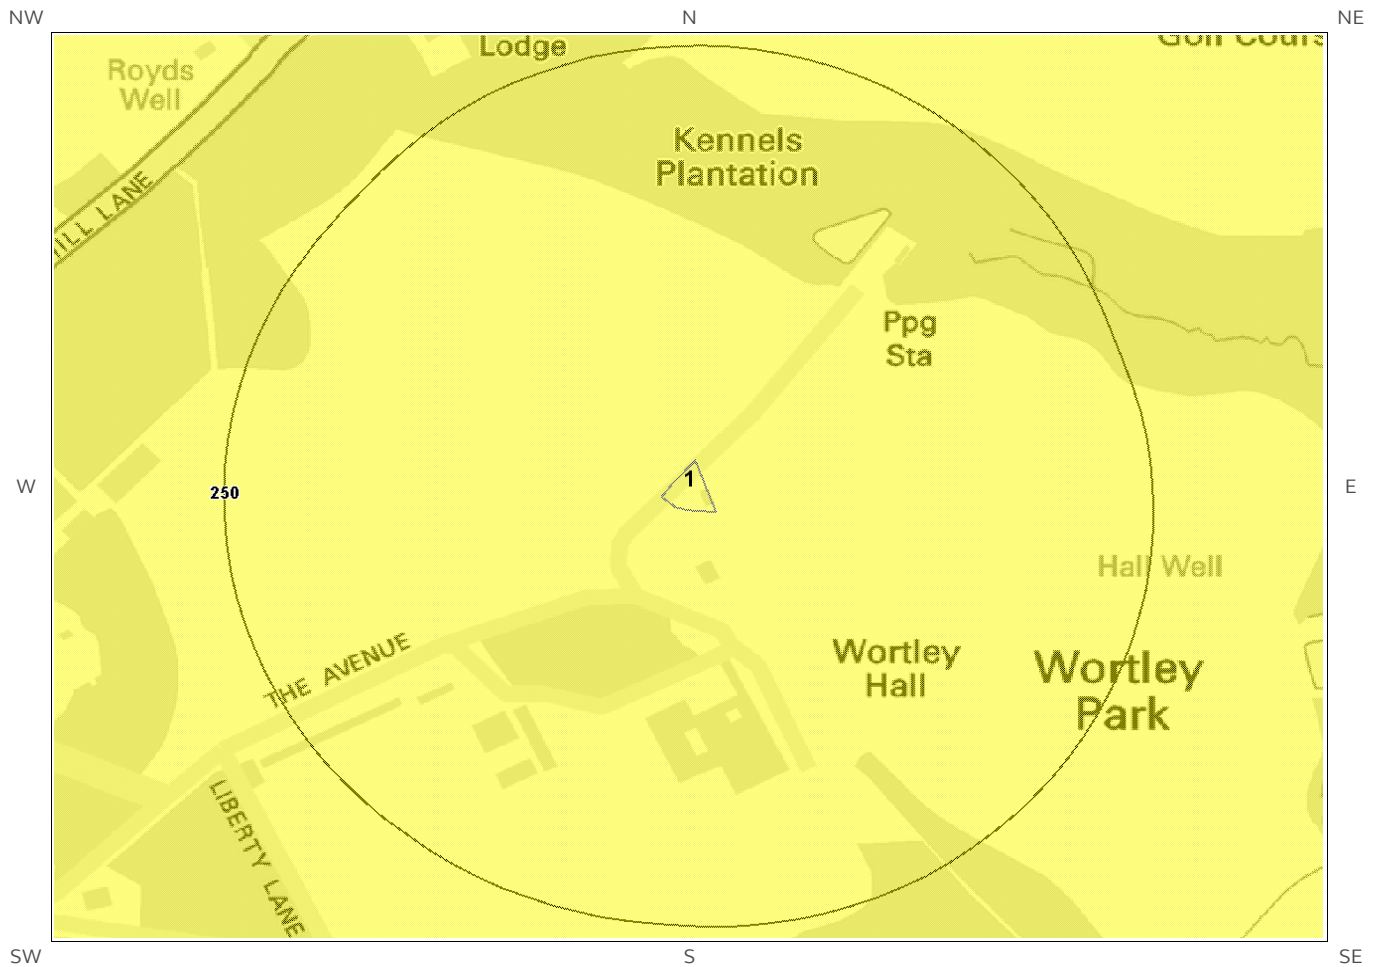 NW N NE
Lodge
Royds
Well
Kennels
Plantation
LANE
Ppg
Sta
1
W 250 E
Hall Well
THE AVENUE
Wortley
Hall
Wortley
Park
LIBERTY LANE
SW S SE